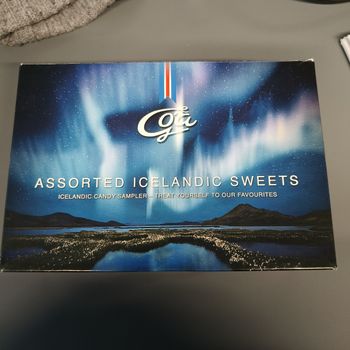 Góa
ASSORTED ICELANDIC SWEETS
ICELANDIC CANDY SAMPLER – TREAT YOURSELF TO OUR FAVOURITES